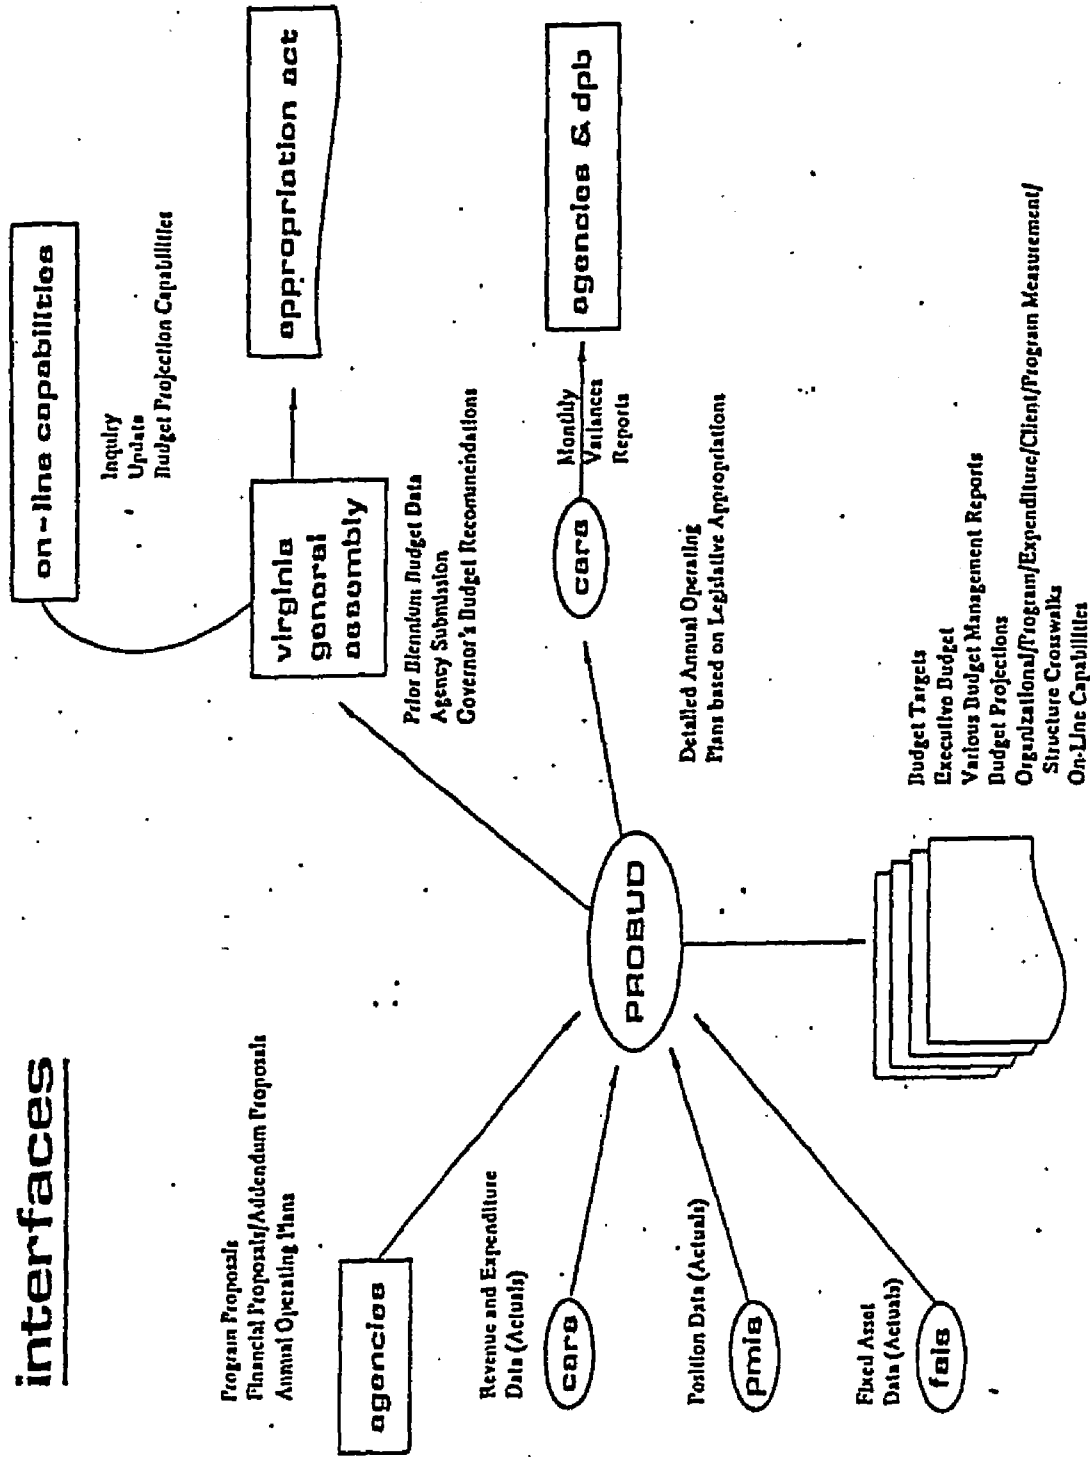 interfaces
Program Proposals
Financial Proposals/Addendum Proposals
Annual Operating Plans
agencies
Revenue and Expenditure
Data (Actuals)
cars
Position Data (Actuals)
pmis
Fixed Asset
Data (Actuals)
fais
PROBUD
on-line capabilities
Inquiry
Update
Budget Projection Capabilities
virginia
general
assembly
appropriation act
Prior Biennium Budget Data
Agency Submission
Governor's Budget Recommendations
cars
Monthly
Variances
Reports
agencies & dpb
Detailed Annual Operating
Plans based on Legislative Appropriations
Budget Targets
Executive Budget
Various Budget Management Reports
Budget Projections
Organizational/Program/Expenditure/Client/Program Measurement/
Structure Crosswalks
On-Line Capabilities